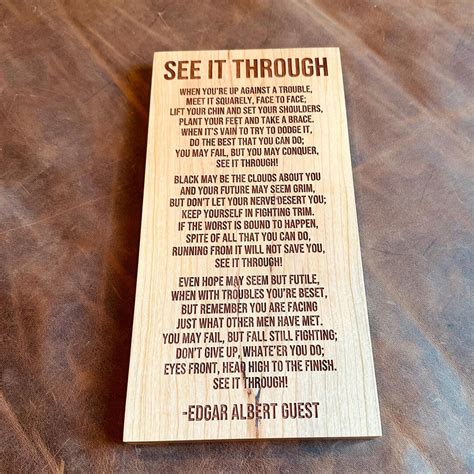 SEE IT THROUGH
WHEN YOU'RE UP AGAINST A TROUBLE,
MEET IT SQUARELY, FACE TO FACE;
LIFT YOUR CHIN AND SET YOUR SHOULDERS,
PLANT YOUR FEET AND TAKE A BRACE.
WHEN IT'S VAIN TO TRY TO DODGE IT,
DO THE BEST THAT YOU CAN DO;
YOU MAY FAIL, BUT YOU MAY CONQUER,
SEE IT THROUGH!
BLACK MAY BE THE CLOUDS ABOUT YOU
AND YOUR FUTURE MAY SEEM GRIM,
BUT DON'T LET YOUR NERVE DESERT YOU;
KEEP YOURSELF IN FIGHTING TRIM.
IF THE WORST IS BOUND TO HAPPEN,
SPITE OF ALL THAT YOU CAN DO,
RUNNING FROM IT WILL NOT SAVE YOU,
SEE IT THROUGH!
EVEN HOPE MAY SEEM BUT FUTILE,
WHEN WITH TROUBLES YOU'RE BESET,
BUT REMEMBER YOU ARE FACING
JUST WHAT OTHER MEN HAVE MET.
YOU MAY FAIL, BUT FALL STILL FIGHTING;
DON'T GIVE UP, WHATE'ER YOU DO;
EYES FRONT, HEAD HIGH TO THE FINISH.
SEE IT THROUGH!
-EDGAR ALBERT GUEST